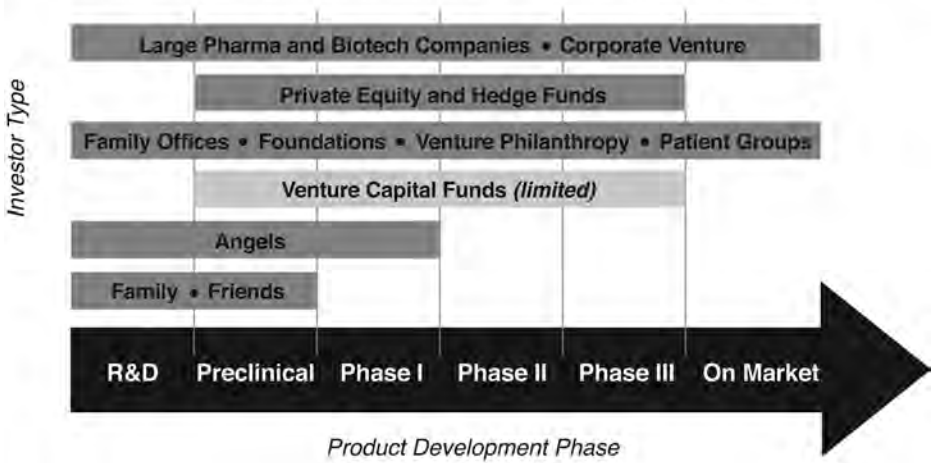 Large Pharma and Biotech Companies • Corporate Venture
Private Equity and Hedge Funds
Family Offices • Foundations • Venture Philanthropy • Patient Groups
Venture Capital Funds (limited)
Angels
Family • Friends
Investor Type
R&D Preclinical Phase I Phase II Phase III On Market
Product Development Phase